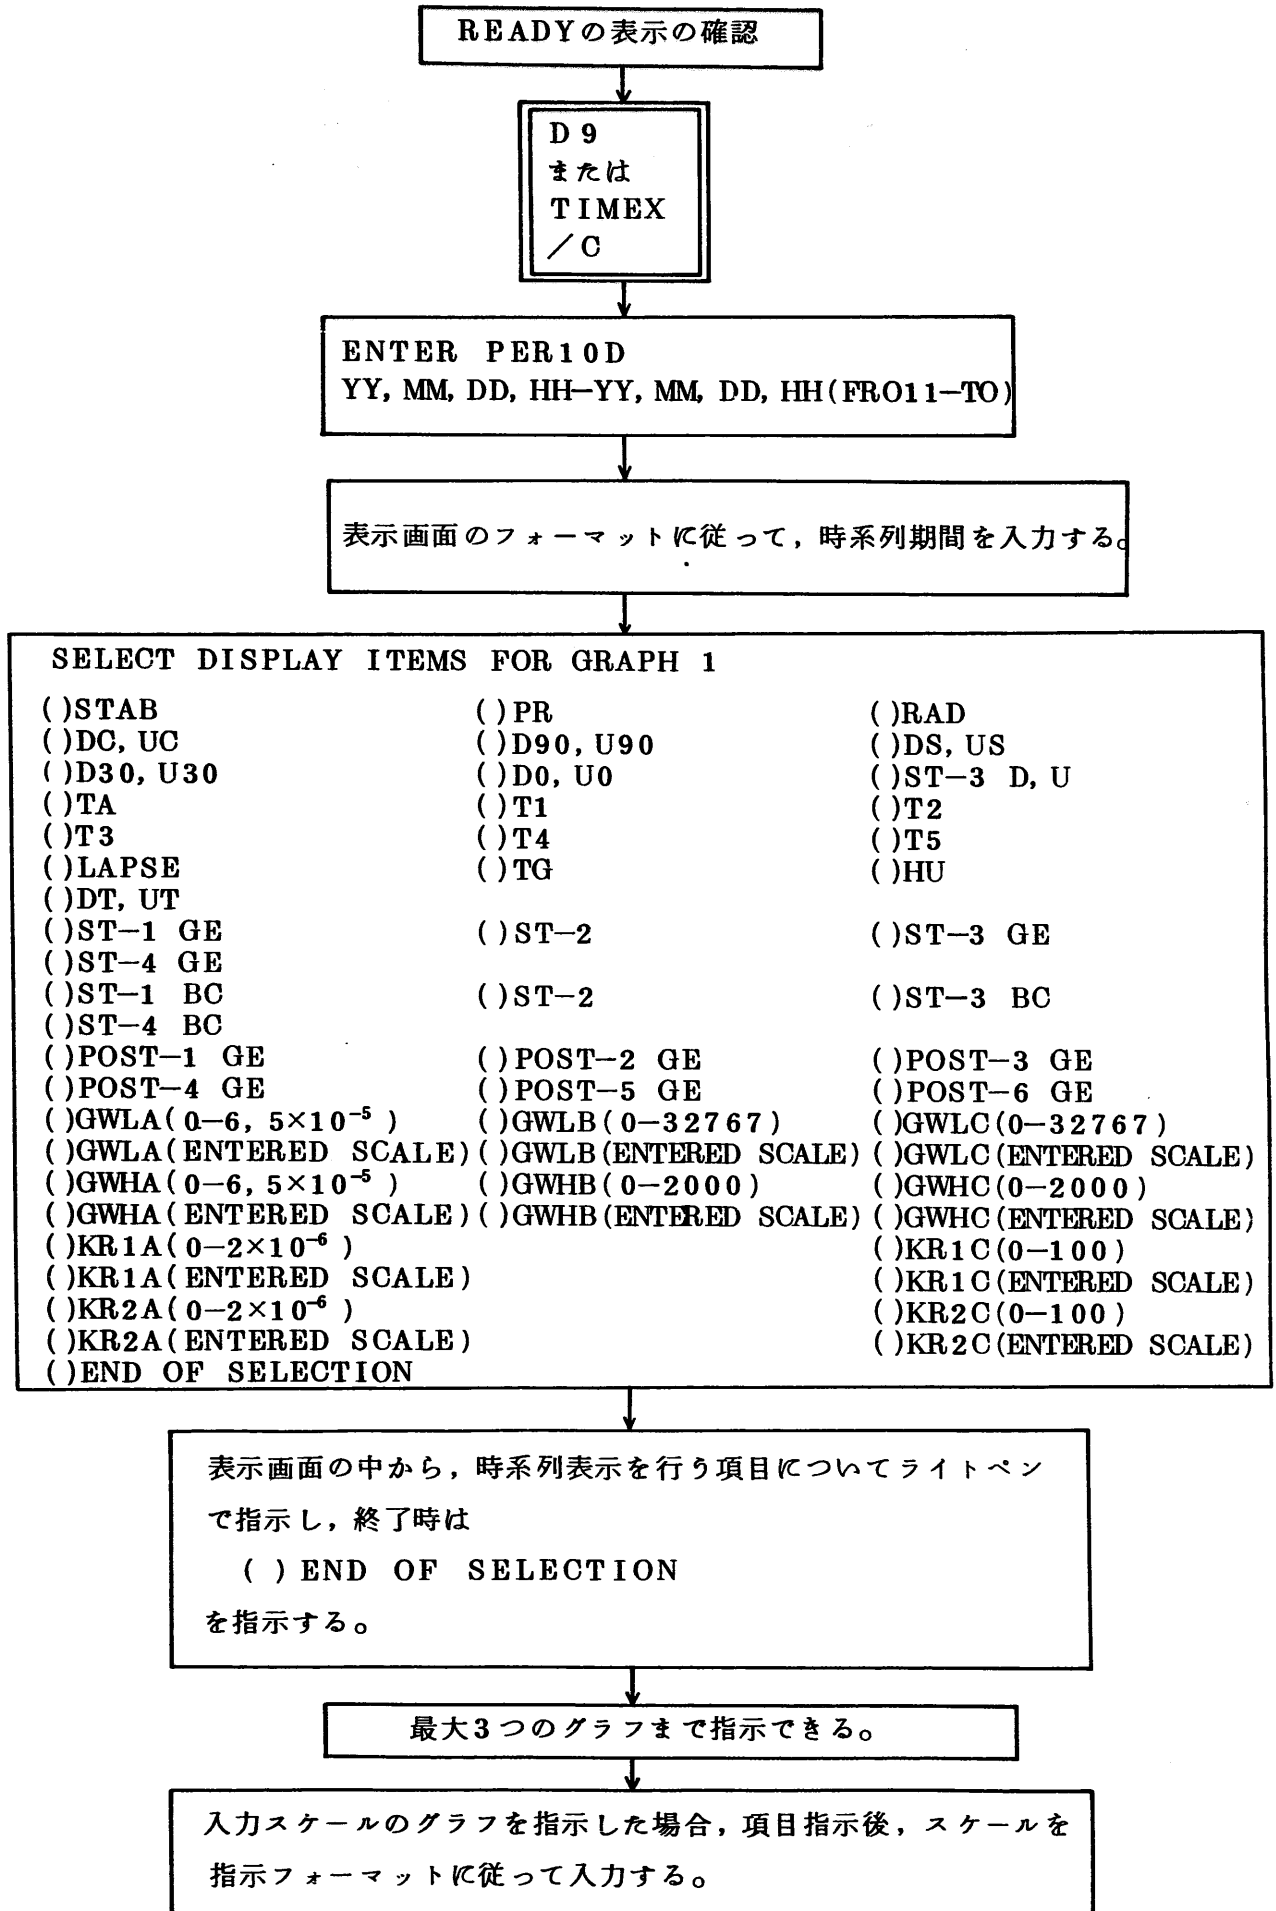 READYの表示の確認
D9
または
TIMEX
／C
ENTER PER10D
YY, MM, DD, HH−YY, MM, DD, HH(FRO11−TO)
表示画面のフォーマットに従って，時系列期間を入力する。
SELECT DISPLAY ITEMS FOR GRAPH 1
( )STAB ( )PR ( )RAD
( )DC, UC ( )D90, U90 ( )DS, US
( )D30, U30 ( )D0, U0 ( )ST−3 D, U
( )TA ( )T1 ( )T2
( )T3 ( )T4 ( )T5
( )LAPSE ( )TG ( )HU
( )DT, UT
( )ST−1 GE ( )ST−2 ( )ST−3 GE
( )ST−4 GE
( )ST−1 BC ( )ST−2 ( )ST−3 BC
( )ST−4 BC
( )POST−1 GE ( )POST−2 GE ( )POST−3 GE
( )POST−4 GE ( )POST−5 GE ( )POST−6 GE
( )GWLA(0−6, 5×10⁻⁵) ( )GWLB(0−32767) ( )GWLC(0−32767)
( )GWLA(ENTERED SCALE) ( )GWLB(ENTERED SCALE) ( )GWLC(ENTERED SCALE)
( )GWHA(0−6, 5×10⁻⁵) ( )GWHB(0−2000) ( )GWHC(0−2000)
( )GWHA(ENTERED SCALE) ( )GWHB(ENTERED SCALE) ( )GWHC(ENTERED SCALE)
( )KR1A(0−2×10⁻⁶) ( )KR1C(0−100)
( )KR1A(ENTERED SCALE) ( )KR1C(ENTERED SCALE)
( )KR2A(0−2×10⁻⁶) ( )KR2C(0−100)
( )KR2A(ENTERED SCALE) ( )KR2C(ENTERED SCALE)
( )END OF SELECTION
表示画面の中から，時系列表示を行う項目についてライトペン
で指示し，終了時は
( ) END OF SELECTION
を指示する。
最大3つのグラフまで指示できる。
入力スケールのグラフを指示した場合，項目指示後，スケールを
指示フォーマットに従って入力する。